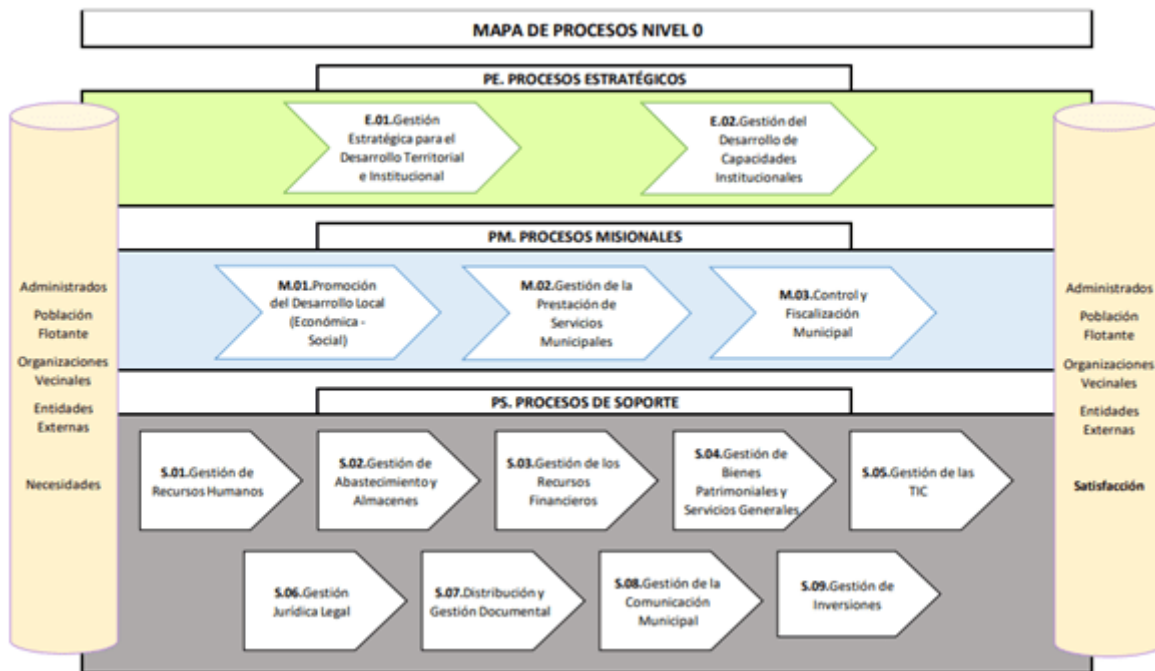 MAPA DE PROCESOS NIVEL 0
PE. PROCESOS ESTRATÉGICOS
E.01.Gestión
Estratégica para el
Desarrollo Territorial
e Institucional
E.02.Gestión del
Desarrollo de
Capacidades
Institucionales
PM. PROCESOS MISIONALES
Administrados
Población
Flotante
Organizaciones
Vecinales
Entidades
Externas
Necesidades
M.01.Promoción
del Desarrollo Local
(Económica -
Social)
M.02.Gestión de la
Prestación de
Servicios
Municipales
M.03.Control y
Fiscalización
Municipal
Administrados
Población
Flotante
Organizaciones
Vecinales
Entidades
Externas
Satisfacción
PS. PROCESOS DE SOPORTE
S.01.Gestión de
Recursos Humanos
S.02.Gestión de
Abastecimiento y
Almacenes
S.03.Gestión de los
Recursos
Financieros
S.04.Gestión de
Bienes
Patrimoniales y
Servicios Generales
S.05.Gestión de las
TIC
S.06.Gestión
Jurídica Legal
S.07.Distribución y
Gestión Documental
S.08.Gestión de la
Comunicación
Municipal
S.09.Gestión de
Inversiones